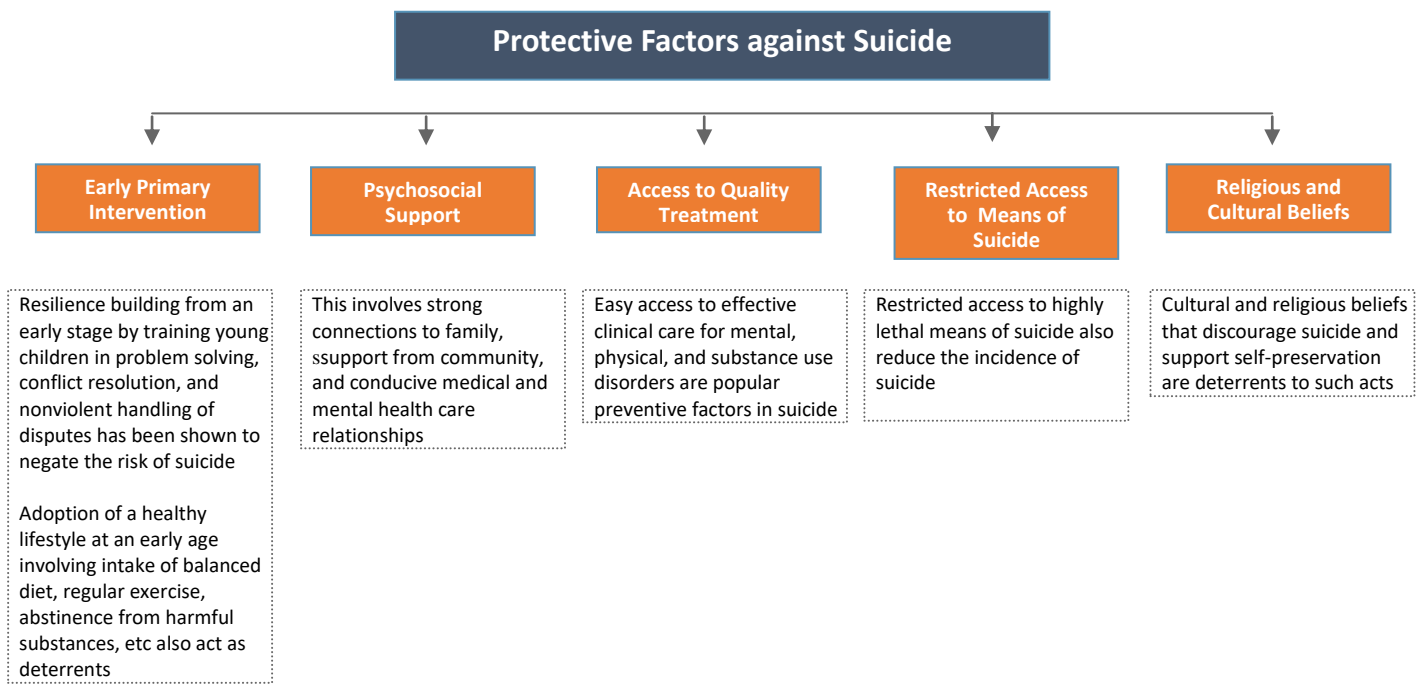 Protective Factors against Suicide
Early Primary
Intervention
Psychosocial
Support
Access to Quality
Treatment
Restricted Access
to Means of
Suicide
Religious and
Cultural Beliefs
Resilience building from an
early stage by training young
children in problem solving,
conflict resolution, and
nonviolent handling of
disputes has been shown to
negate the risk of suicide
Adoption of a healthy
lifestyle at an early age
involving intake of balanced
diet, regular exercise,
abstinence from harmful
substances, etc also act as
deterrents
This involves strong
connections to family,
ssupport from community,
and conducive medical and
mental health care
relationships
Easy access to effective
clinical care for mental,
physical, and substance use
disorders are popular
preventive factors in suicide
Restricted access to highly
lethal means of suicide also
reduce the incidence of
suicide
Cultural and religious beliefs
that discourage suicide and
support self-preservation
are deterrents to such acts